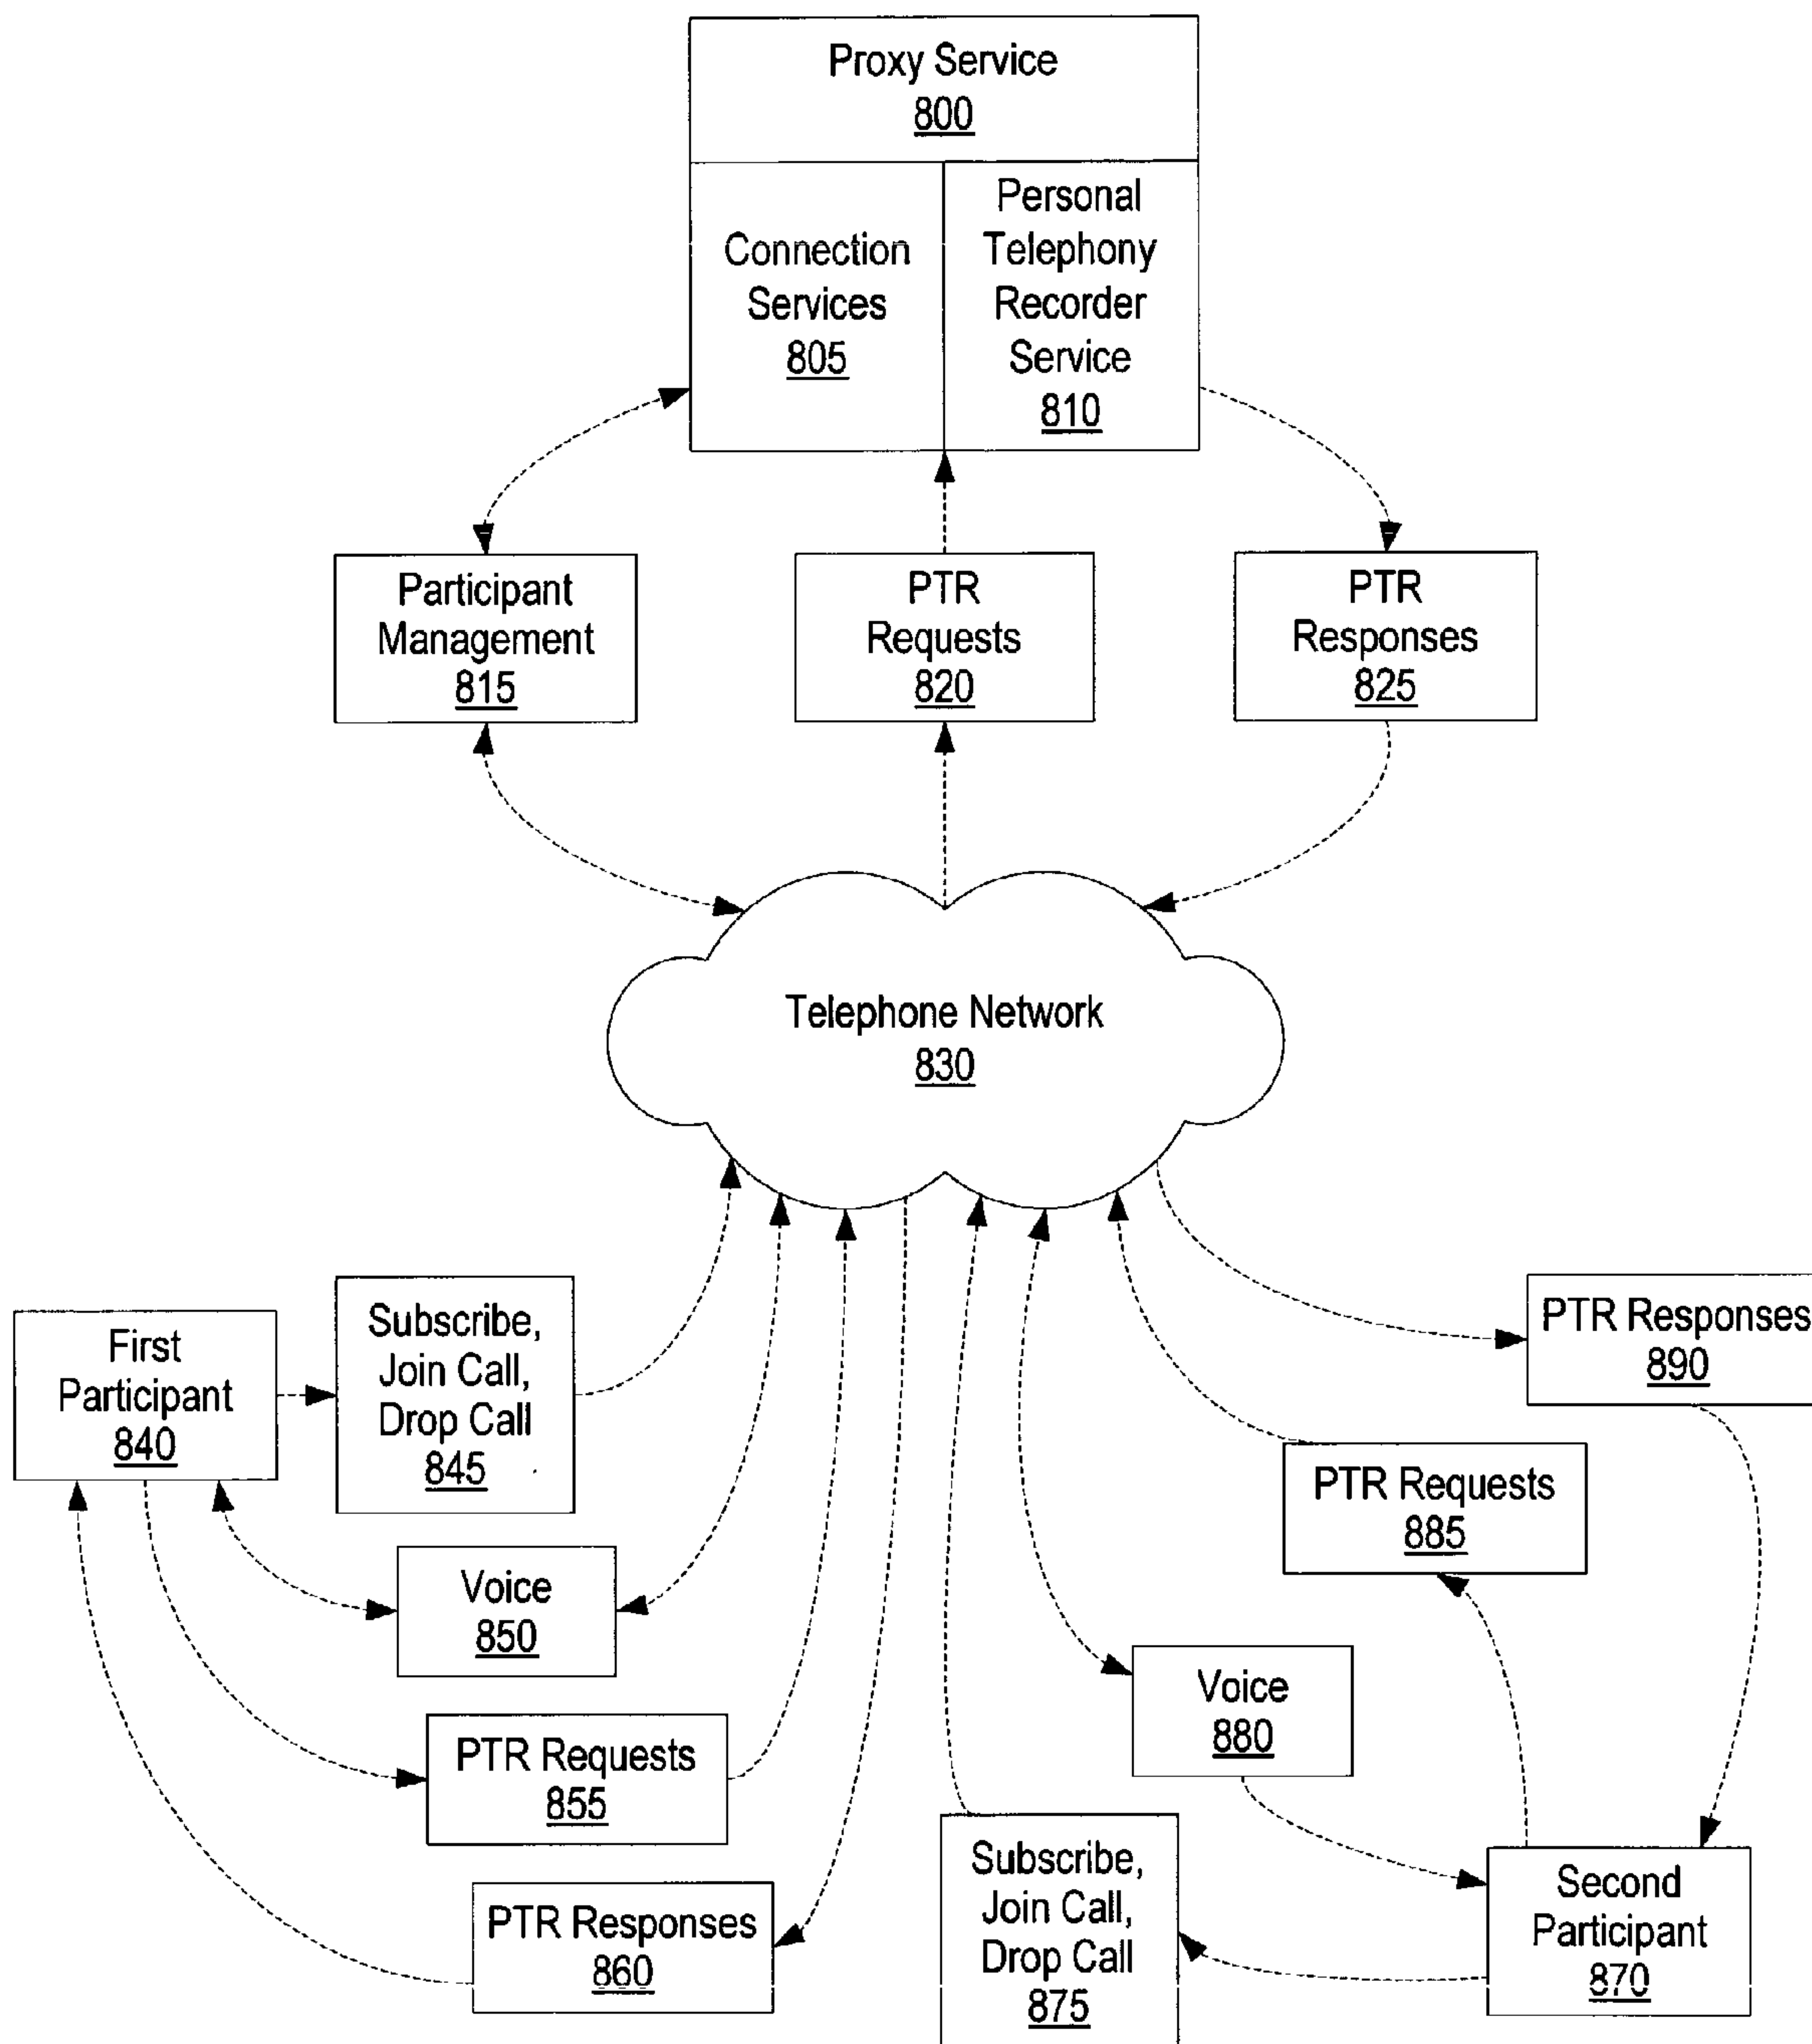 Proxy Service
800
Connection
Services
805
Personal
Telephony
Recorder
Service
810
Participant
Management
815
PTR
Requests
820
PTR
Responses
825
Telephone Network
830
First
Participant
840
Subscribe,
Join Call,
Drop Call
845
Voice
850
PTR Requests
855
PTR Responses
860
PTR Responses
890
PTR Requests
885
Voice
880
Subscribe,
Join Call,
Drop Call
875
Second
Participant
870